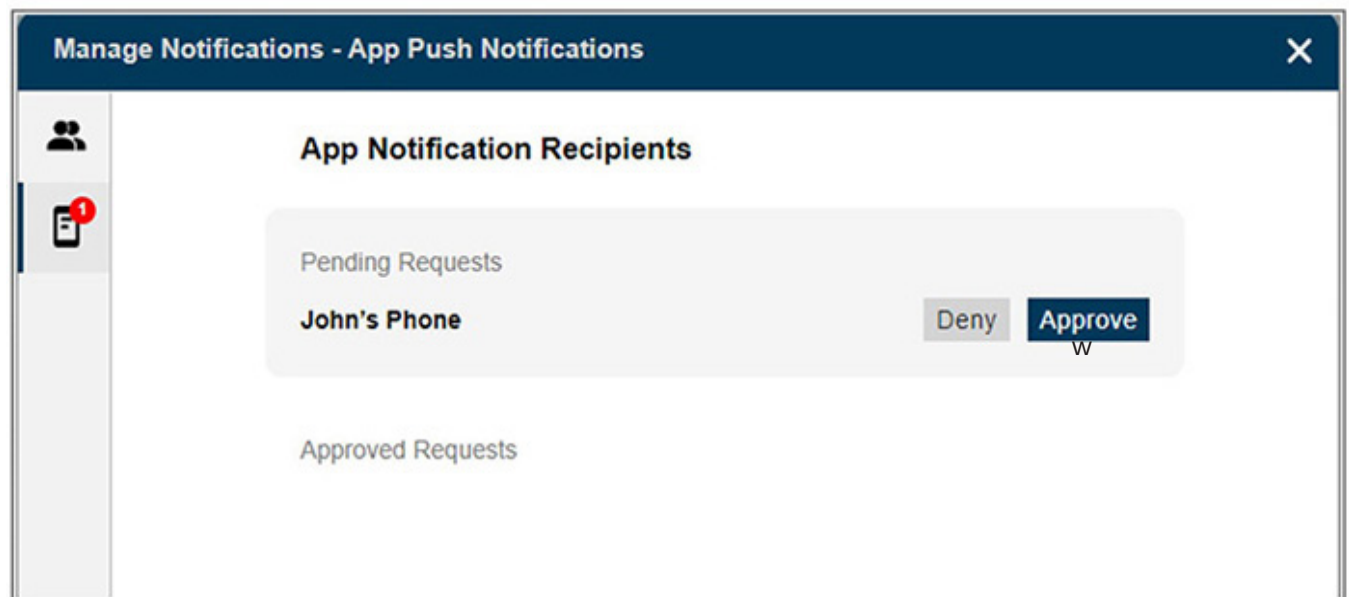 Manage Notifications - App Push Notifications
App Notification Recipients
1
Pending Requests
John's Phone
Deny Approve
W
Approved Requests